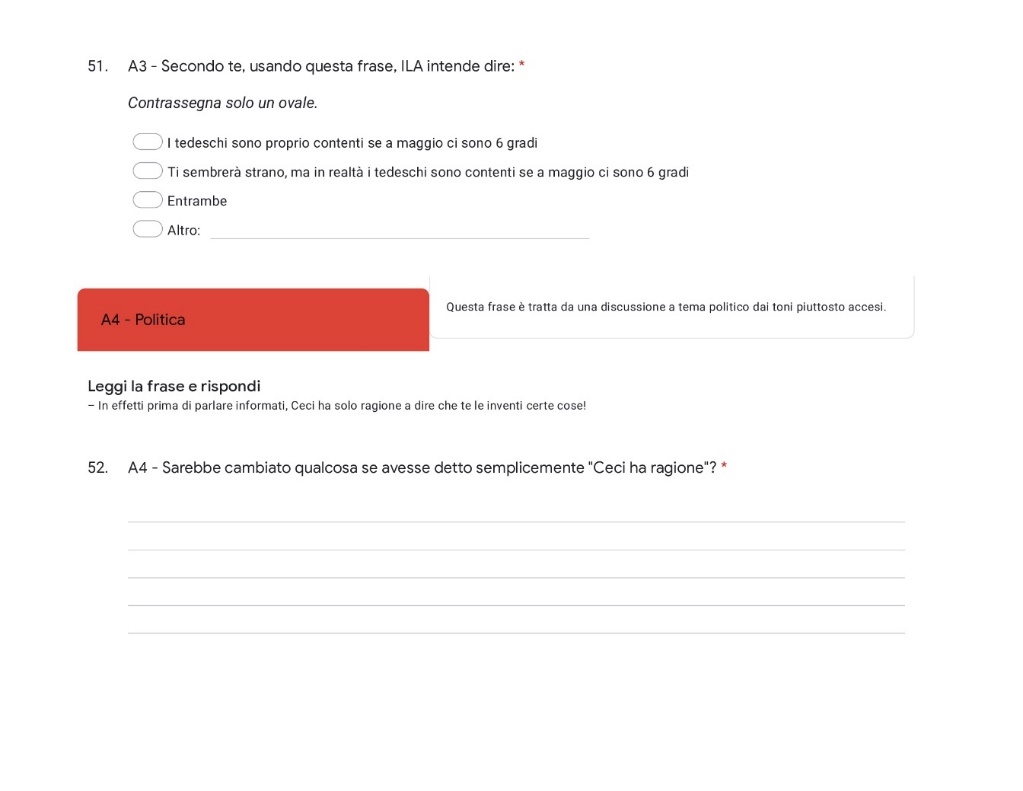 51. A3 - Secondo te, usando questa frase, ILA intende dire: *
Contrassegna solo un ovale.
I tedeschi sono proprio contenti se a maggio ci sono 6 gradi
Ti sembrerà strano, ma in realtà i tedeschi sono contenti se a maggio ci sono 6 gradi
Entrambe
Altro:
A4 - Politica
Questa frase è tratta da una discussione a tema politico dai toni piuttosto accesi.
Leggi la frase e rispondi
– In effetti prima di parlare informati, Ceci ha solo ragione a dire che te le inventi certe cose!
52. A4 - Sarebbe cambiato qualcosa se avesse detto semplicemente "Ceci ha ragione"? *